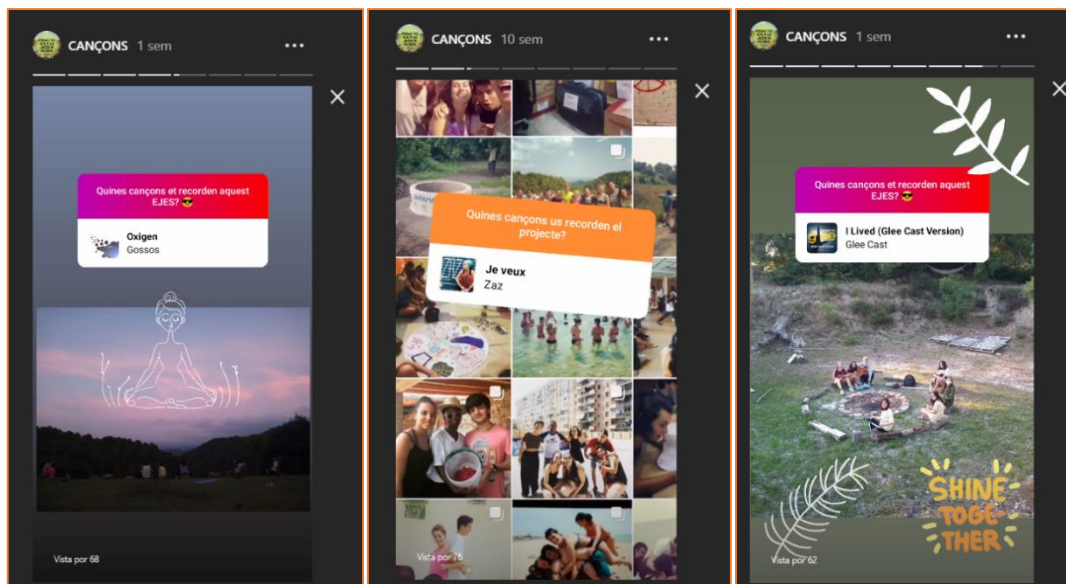 CANÇONS 1 sem
Quines cançons et recorden aquest
EJES? 😎
Oxigen
Gossos
Vista por 68
CANÇONS 10 sem
Quines cançons us recorden el
projecte?
Je veux
Zaz
Vista por 76
CANÇONS 1 sem
Quines cançons et recorden aquest
EJES? 😎
glee
I Lived (Glee Cast Version)
Glee Cast
SHINE
TOGE-
THER
Vista por 62